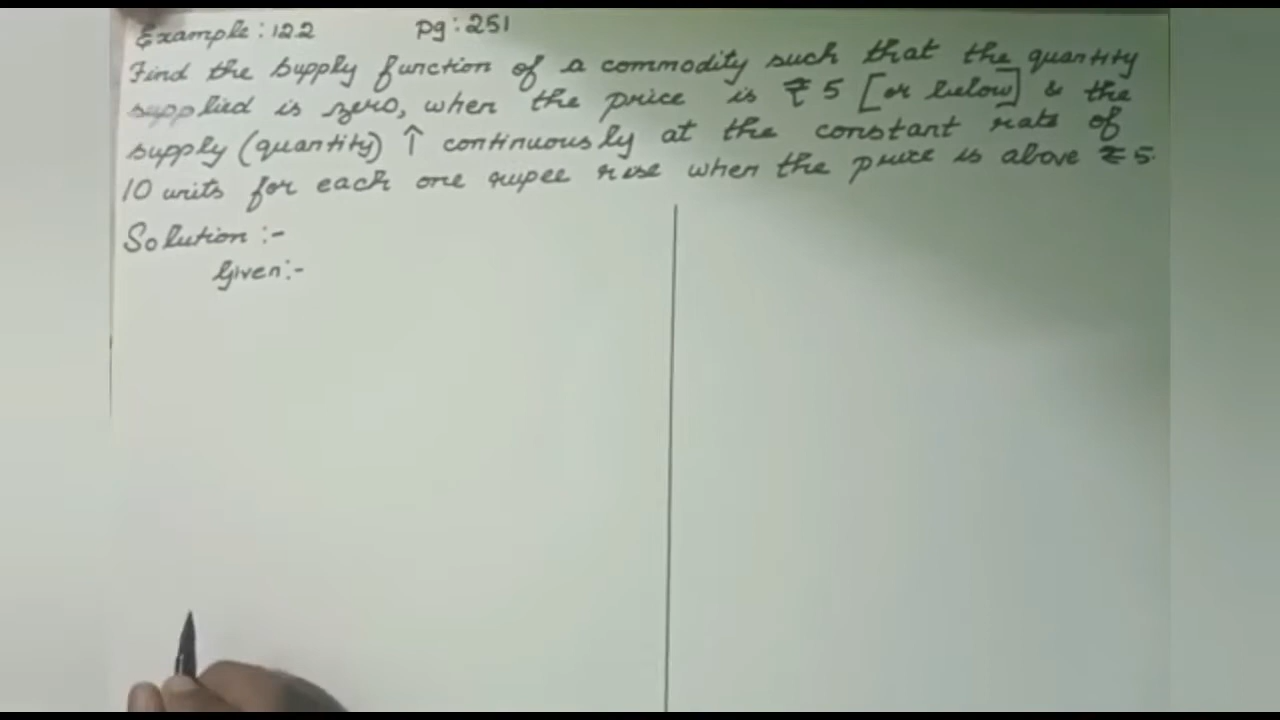 Example : 122 pg : 251
Find the supply function of a commodity such that the quantity
supplied is zero, when the price is ₹ 5 [or below] & the
supply (quantity) ↑ continuously at the constant rate of
10 units for each one rupee rise when the price is above ₹ 5.
Solution :-
Given :-